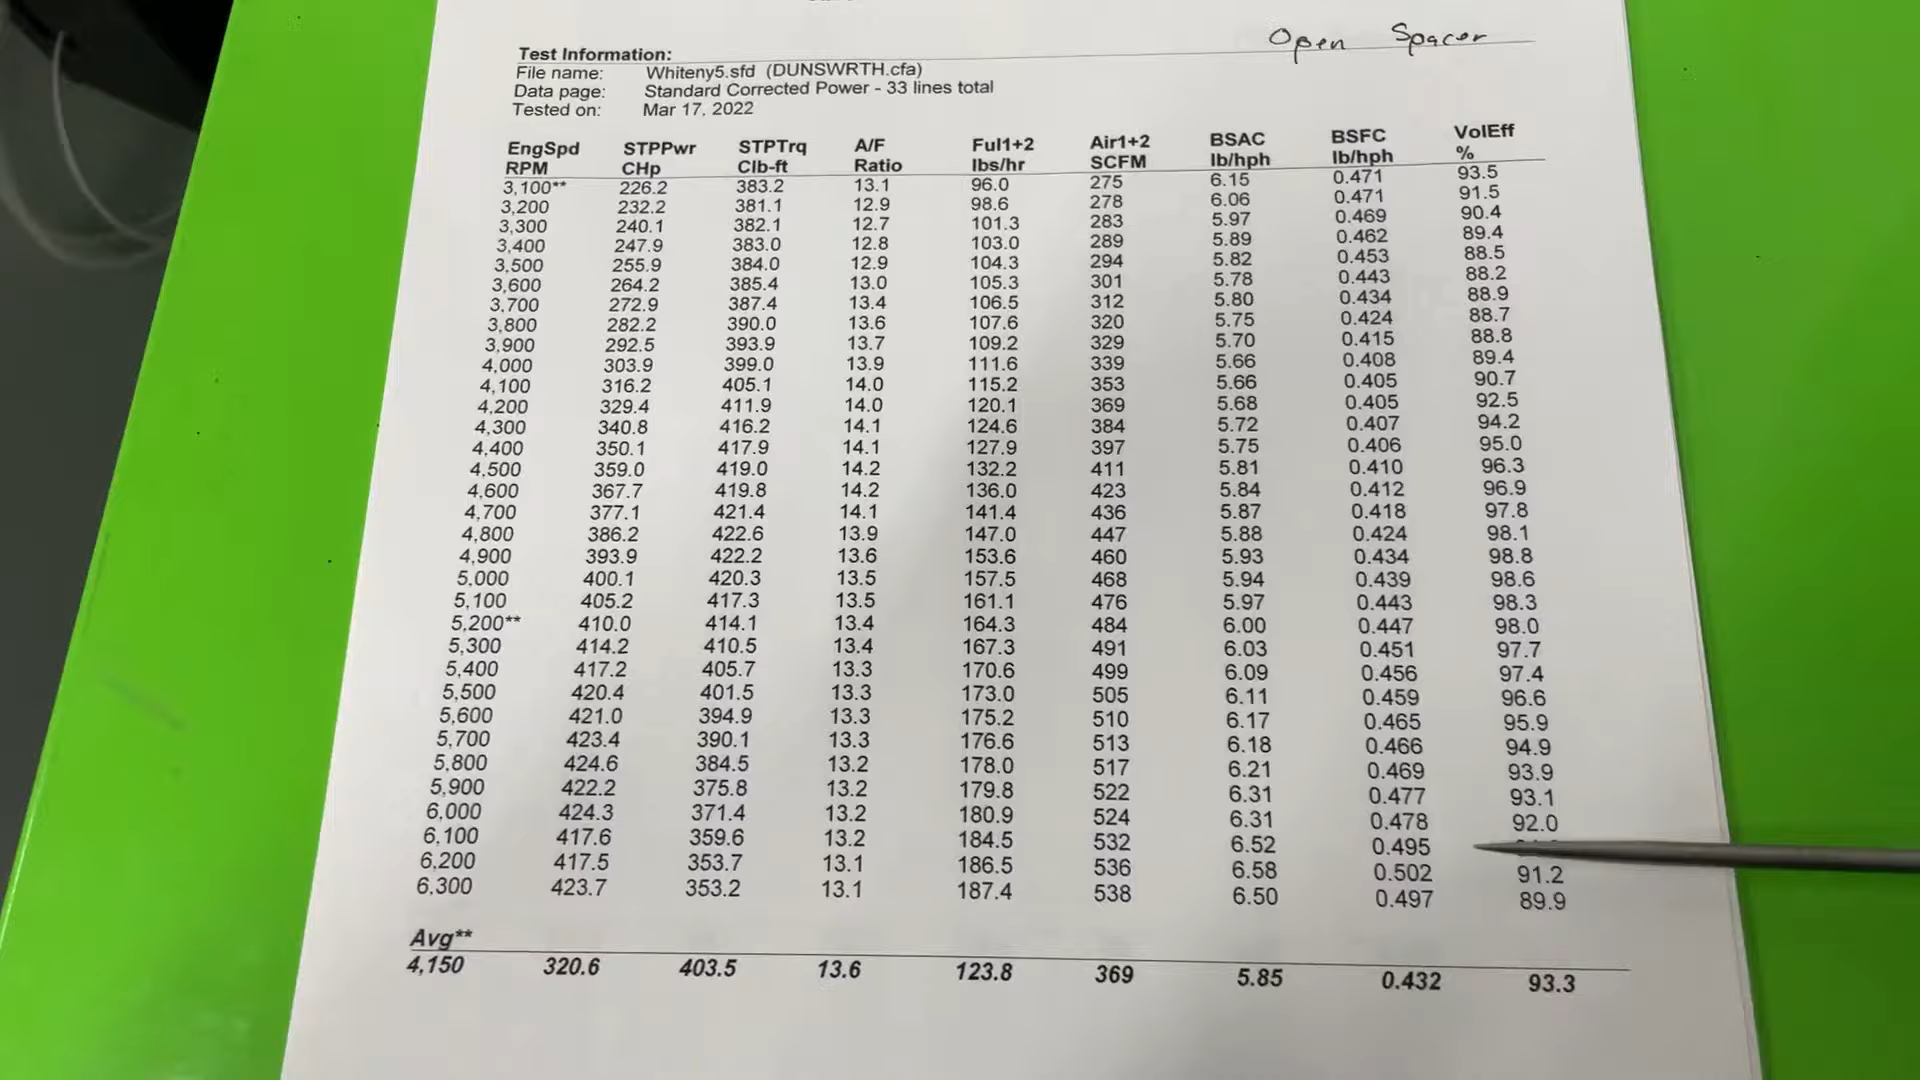 Open Spacer
Test Information:
File name: Whiteny5.sfd (DUNSWRTH.cfa)
Data page: Standard Corrected Power - 33 lines total
Tested on: Mar 17, 2022
EngSpd STPPwr STPTrq A/F Ful1+2 Air1+2 BSAC BSFC VolEff
RPM CHp Clb-ft Ratio lbs/hr SCFM lb/hph lb/hph %
3,100** 226.2 383.2 13.1 96.0 275 6.15 0.471 93.5
3,200 232.2 381.1 12.9 98.6 278 6.06 0.471 91.5
3,300 240.1 382.1 12.7 101.3 283 5.97 0.469 90.4
3,400 247.9 383.0 12.8 103.0 289 5.89 0.462 89.4
3,500 255.9 384.0 12.9 104.3 294 5.82 0.453 88.5
3,600 264.2 385.4 13.0 105.3 301 5.78 0.443 88.2
3,700 272.9 387.4 13.4 106.5 312 5.80 0.434 88.9
3,800 282.2 390.0 13.6 107.6 320 5.75 0.424 88.7
3,900 292.5 393.9 13.7 109.2 329 5.70 0.415 88.8
4,000 303.9 399.0 13.9 111.6 339 5.66 0.408 89.4
4,100 316.2 405.1 14.0 115.2 353 5.66 0.405 90.7
4,200 329.4 411.9 14.0 120.1 369 5.68 0.405 92.5
4,300 340.8 416.2 14.1 124.6 384 5.72 0.407 94.2
4,400 350.1 417.9 14.1 127.9 397 5.75 0.406 95.0
4,500 359.0 419.0 14.2 132.2 411 5.81 0.410 96.3
4,600 367.7 419.8 14.2 136.0 423 5.84 0.412 96.9
4,700 377.1 421.4 14.1 141.4 436 5.87 0.418 97.8
4,800 386.2 422.6 13.9 147.0 447 5.88 0.424 98.1
4,900 393.9 422.2 13.6 153.6 460 5.93 0.434 98.8
5,000 400.1 420.3 13.5 157.5 468 5.94 0.439 98.6
5,100 405.2 417.3 13.5 161.1 476 5.97 0.443 98.3
5,200** 410.0 414.1 13.4 164.3 484 6.00 0.447 98.0
5,300 414.2 410.5 13.4 167.3 491 6.03 0.451 97.7
5,400 417.2 405.7 13.3 170.6 499 6.09 0.456 97.4
5,500 420.4 401.5 13.3 173.0 505 6.11 0.459 96.6
5,600 421.0 394.9 13.3 175.2 510 6.17 0.465 95.9
5,700 423.4 390.1 13.3 176.6 513 6.18 0.466 94.9
5,800 424.6 384.5 13.2 178.0 517 6.21 0.469 93.9
5,900 422.2 375.8 13.2 179.8 522 6.31 0.477 93.1
6,000 424.3 371.4 13.2 180.9 524 6.31 0.478 92.0
6,100 417.6 359.6 13.2 184.5 532 6.52 0.495
6,200 417.5 353.7 13.1 186.5 536 6.58 0.502 91.2
6,300 423.7 353.2 13.1 187.4 538 6.50 0.497 89.9
Avg**
4,150 320.6 403.5 13.6 123.8 369 5.85 0.432 93.3